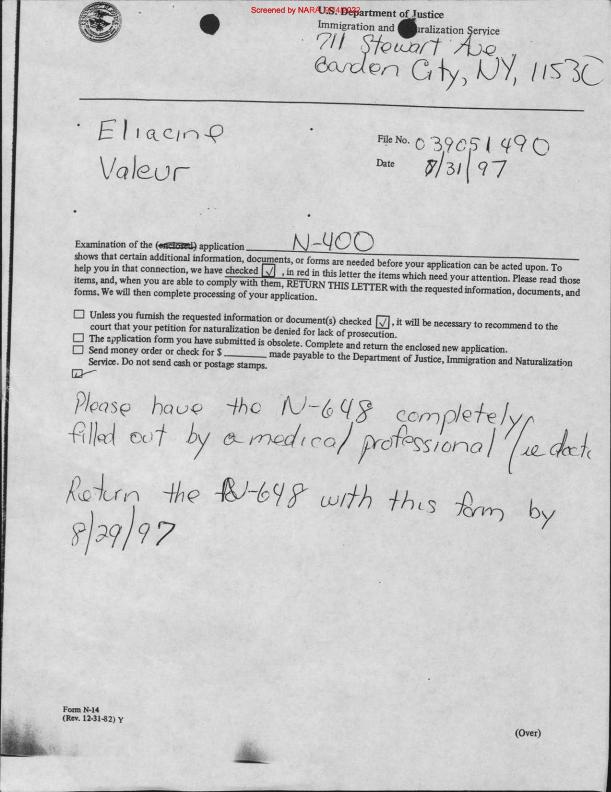 Screened by NARA
U.S. Department of Justice
Immigration and Naturalization Service
711 Stewart Ave
Garden City, NY, 11530
Eliacine
Valeur
File No. 039051490
Date 7/31/97
Examination of the (enclosed) application N-400
shows that certain additional information, documents, or forms are needed before your application can be acted upon. To
help you in that connection, we have checked ☑, in red in this letter the items which need your attention. Please read those
items, and, when you are able to comply with them, RETURN THIS LETTER with the requested information, documents, and
forms. We will then complete processing of your application.
☐ Unless you furnish the requested information or document(s) checked ☑, it will be necessary to recommend to the
court that your petition for naturalization be denied for lack of prosecution.
☐ The application form you have submitted is obsolete. Complete and return the enclosed new application.
☐ Send money order or check for $ ______ made payable to the Department of Justice, Immigration and Naturalization
Service. Do not send cash or postage stamps.
☑
Please have the N-648 completely
filled out by a medical professional (ie docto
Return the N-648 with this form by
8/29/97
Form N-14
(Rev. 12-31-82) Y
(Over)